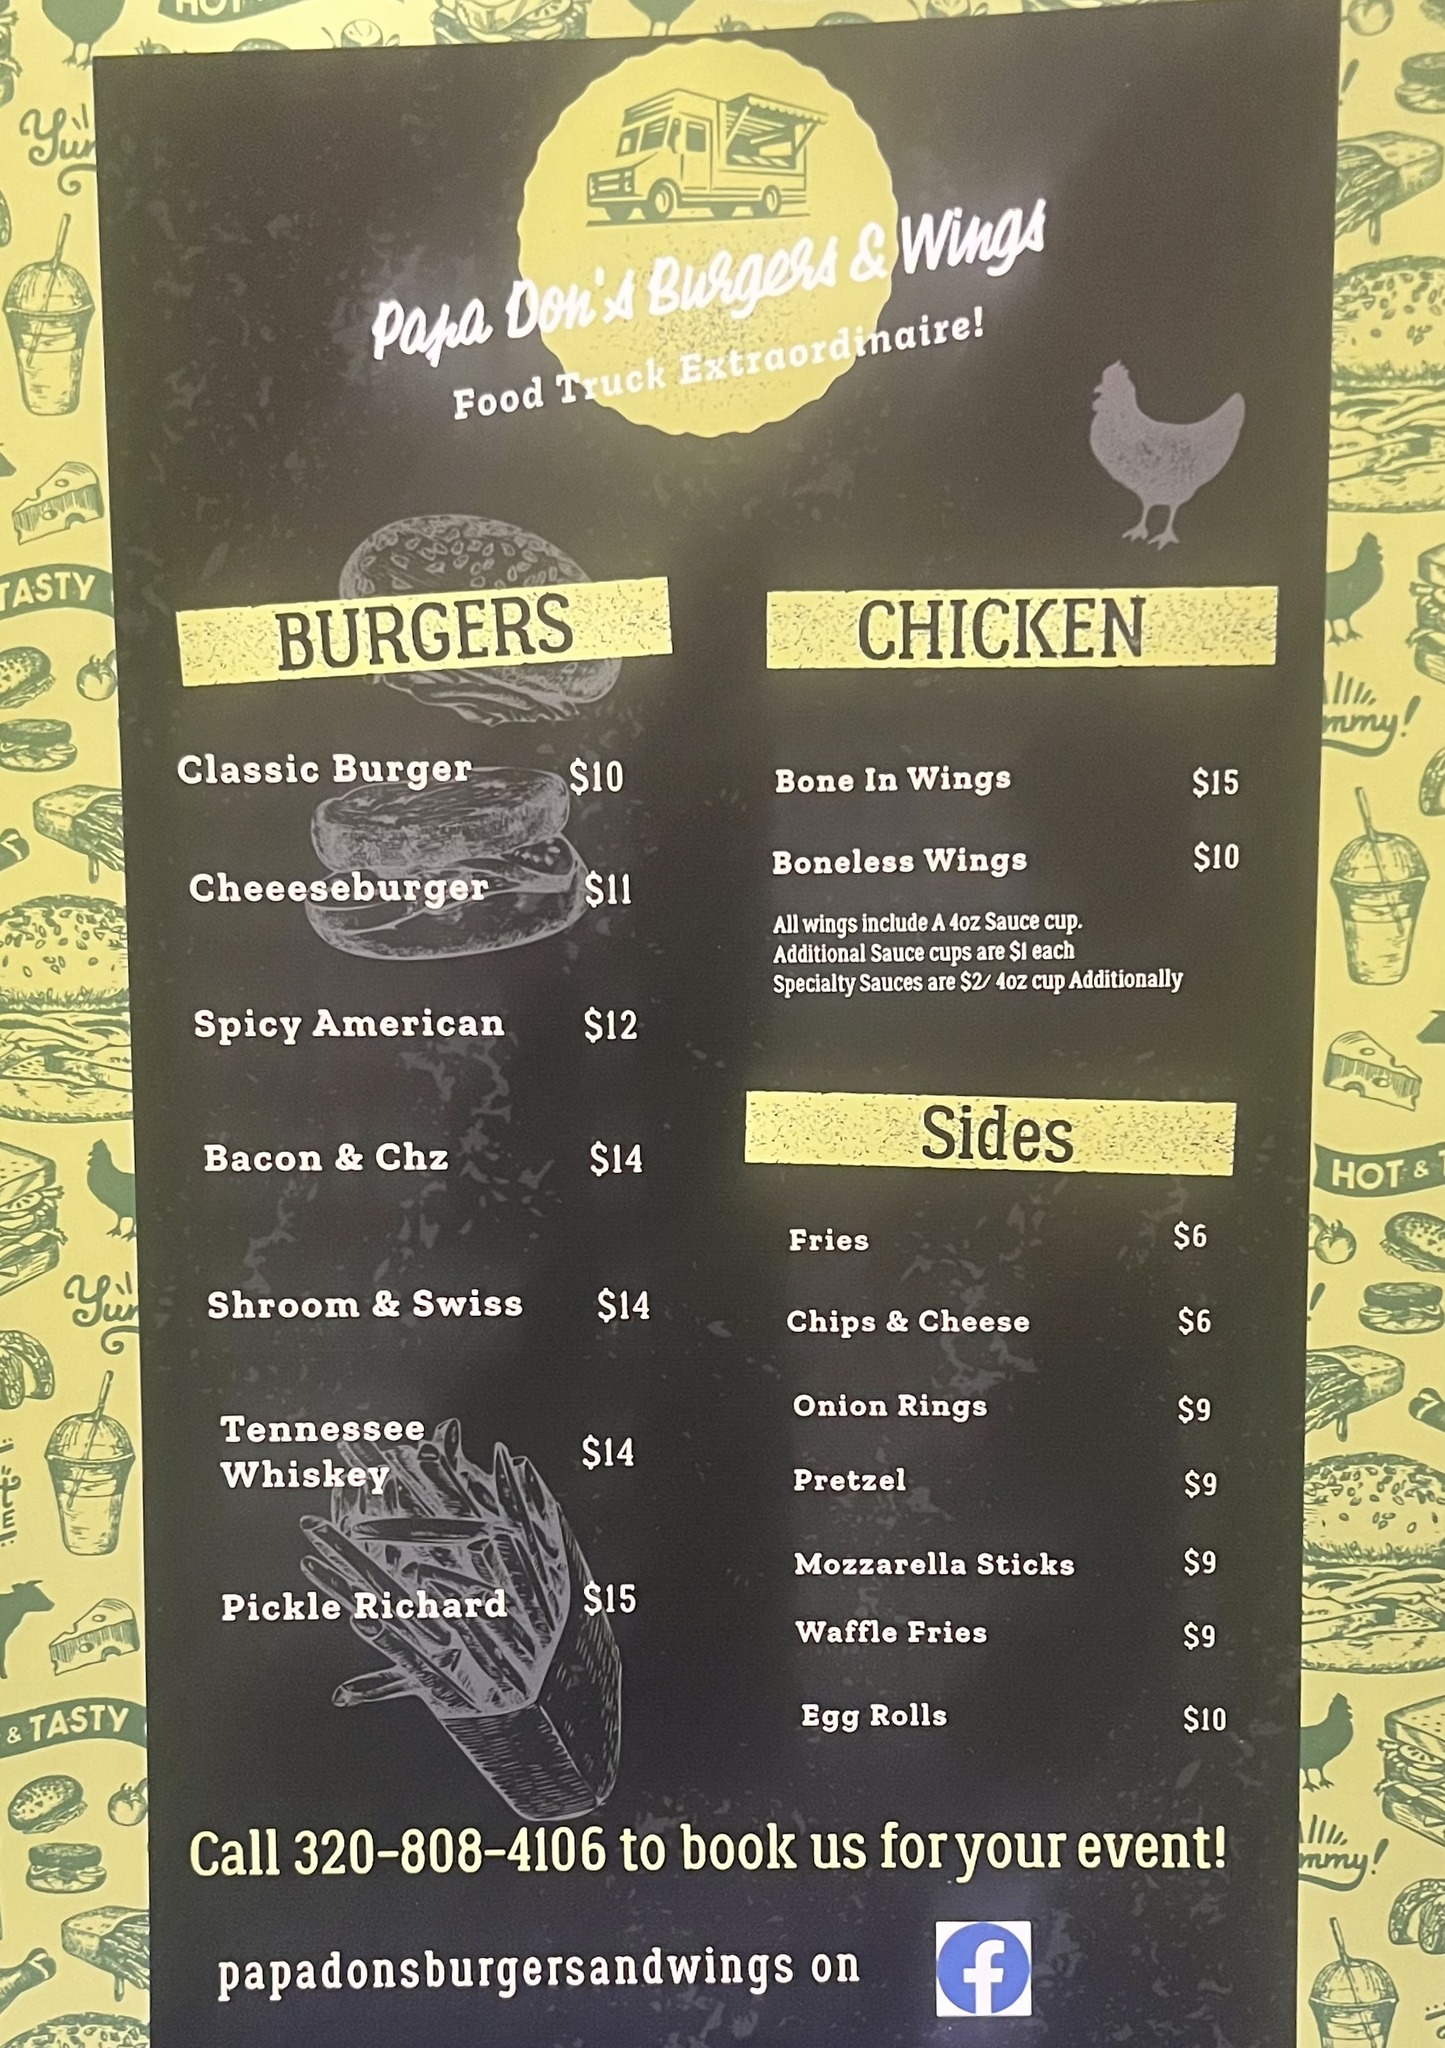 Papa Don's Burgers & Wings
Food Truck Extraordinaire!
BURGERS
Classic Burger $10
Cheeeseburger $11
Spicy American $12
Bacon & Chz $14
Shroom & Swiss $14
Tennessee
Whiskey $14
Pickle Richard $15
CHICKEN
Bone In Wings $15
Boneless Wings $10
All wings include A 4oz Sauce cup.
Additional Sauce cups are $1 each
Specialty Sauces are $2/ 4oz cup Additionally
Sides
Fries $6
Chips & Cheese $6
Onion Rings $9
Pretzel $9
Mozzarella Sticks $9
Waffle Fries $9
Egg Rolls $10
Call 320-808-4106 to book us for your event!
papadonsburgersandwings on f
TASTY
& TASTY
HOT &